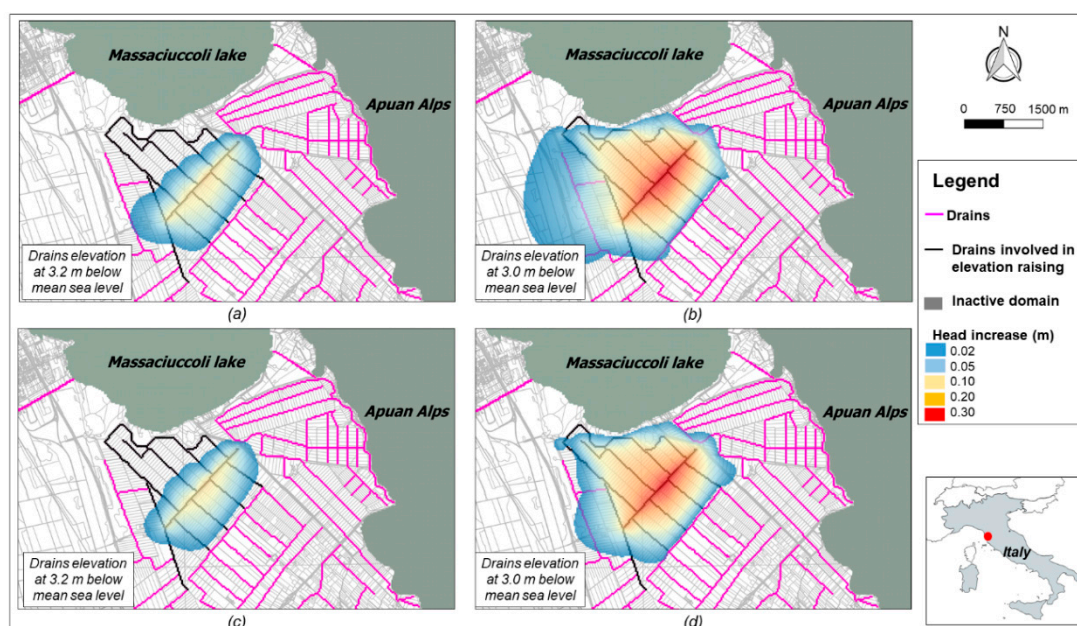 Massaciuccoli lake
Apuan Alps
Drains elevation
at 3.2 m below
mean sea level
(a)
Massaciuccoli lake
Apuan Alps
Drains elevation
at 3.0 m below
mean sea level
(b)
Massaciuccoli lake
Apuan Alps
Drains elevation
at 3.2 m below
mean sea level
(c)
Massaciuccoli lake
Apuan Alps
Drains elevation
at 3.0 m below
mean sea level
(d)
N
0 750 1500 m
Legend
Drains
Drains involved in
elevation raising
Inactive domain
Head increase (m)
0.02
0.05
0.10
0.20
0.30
Italy